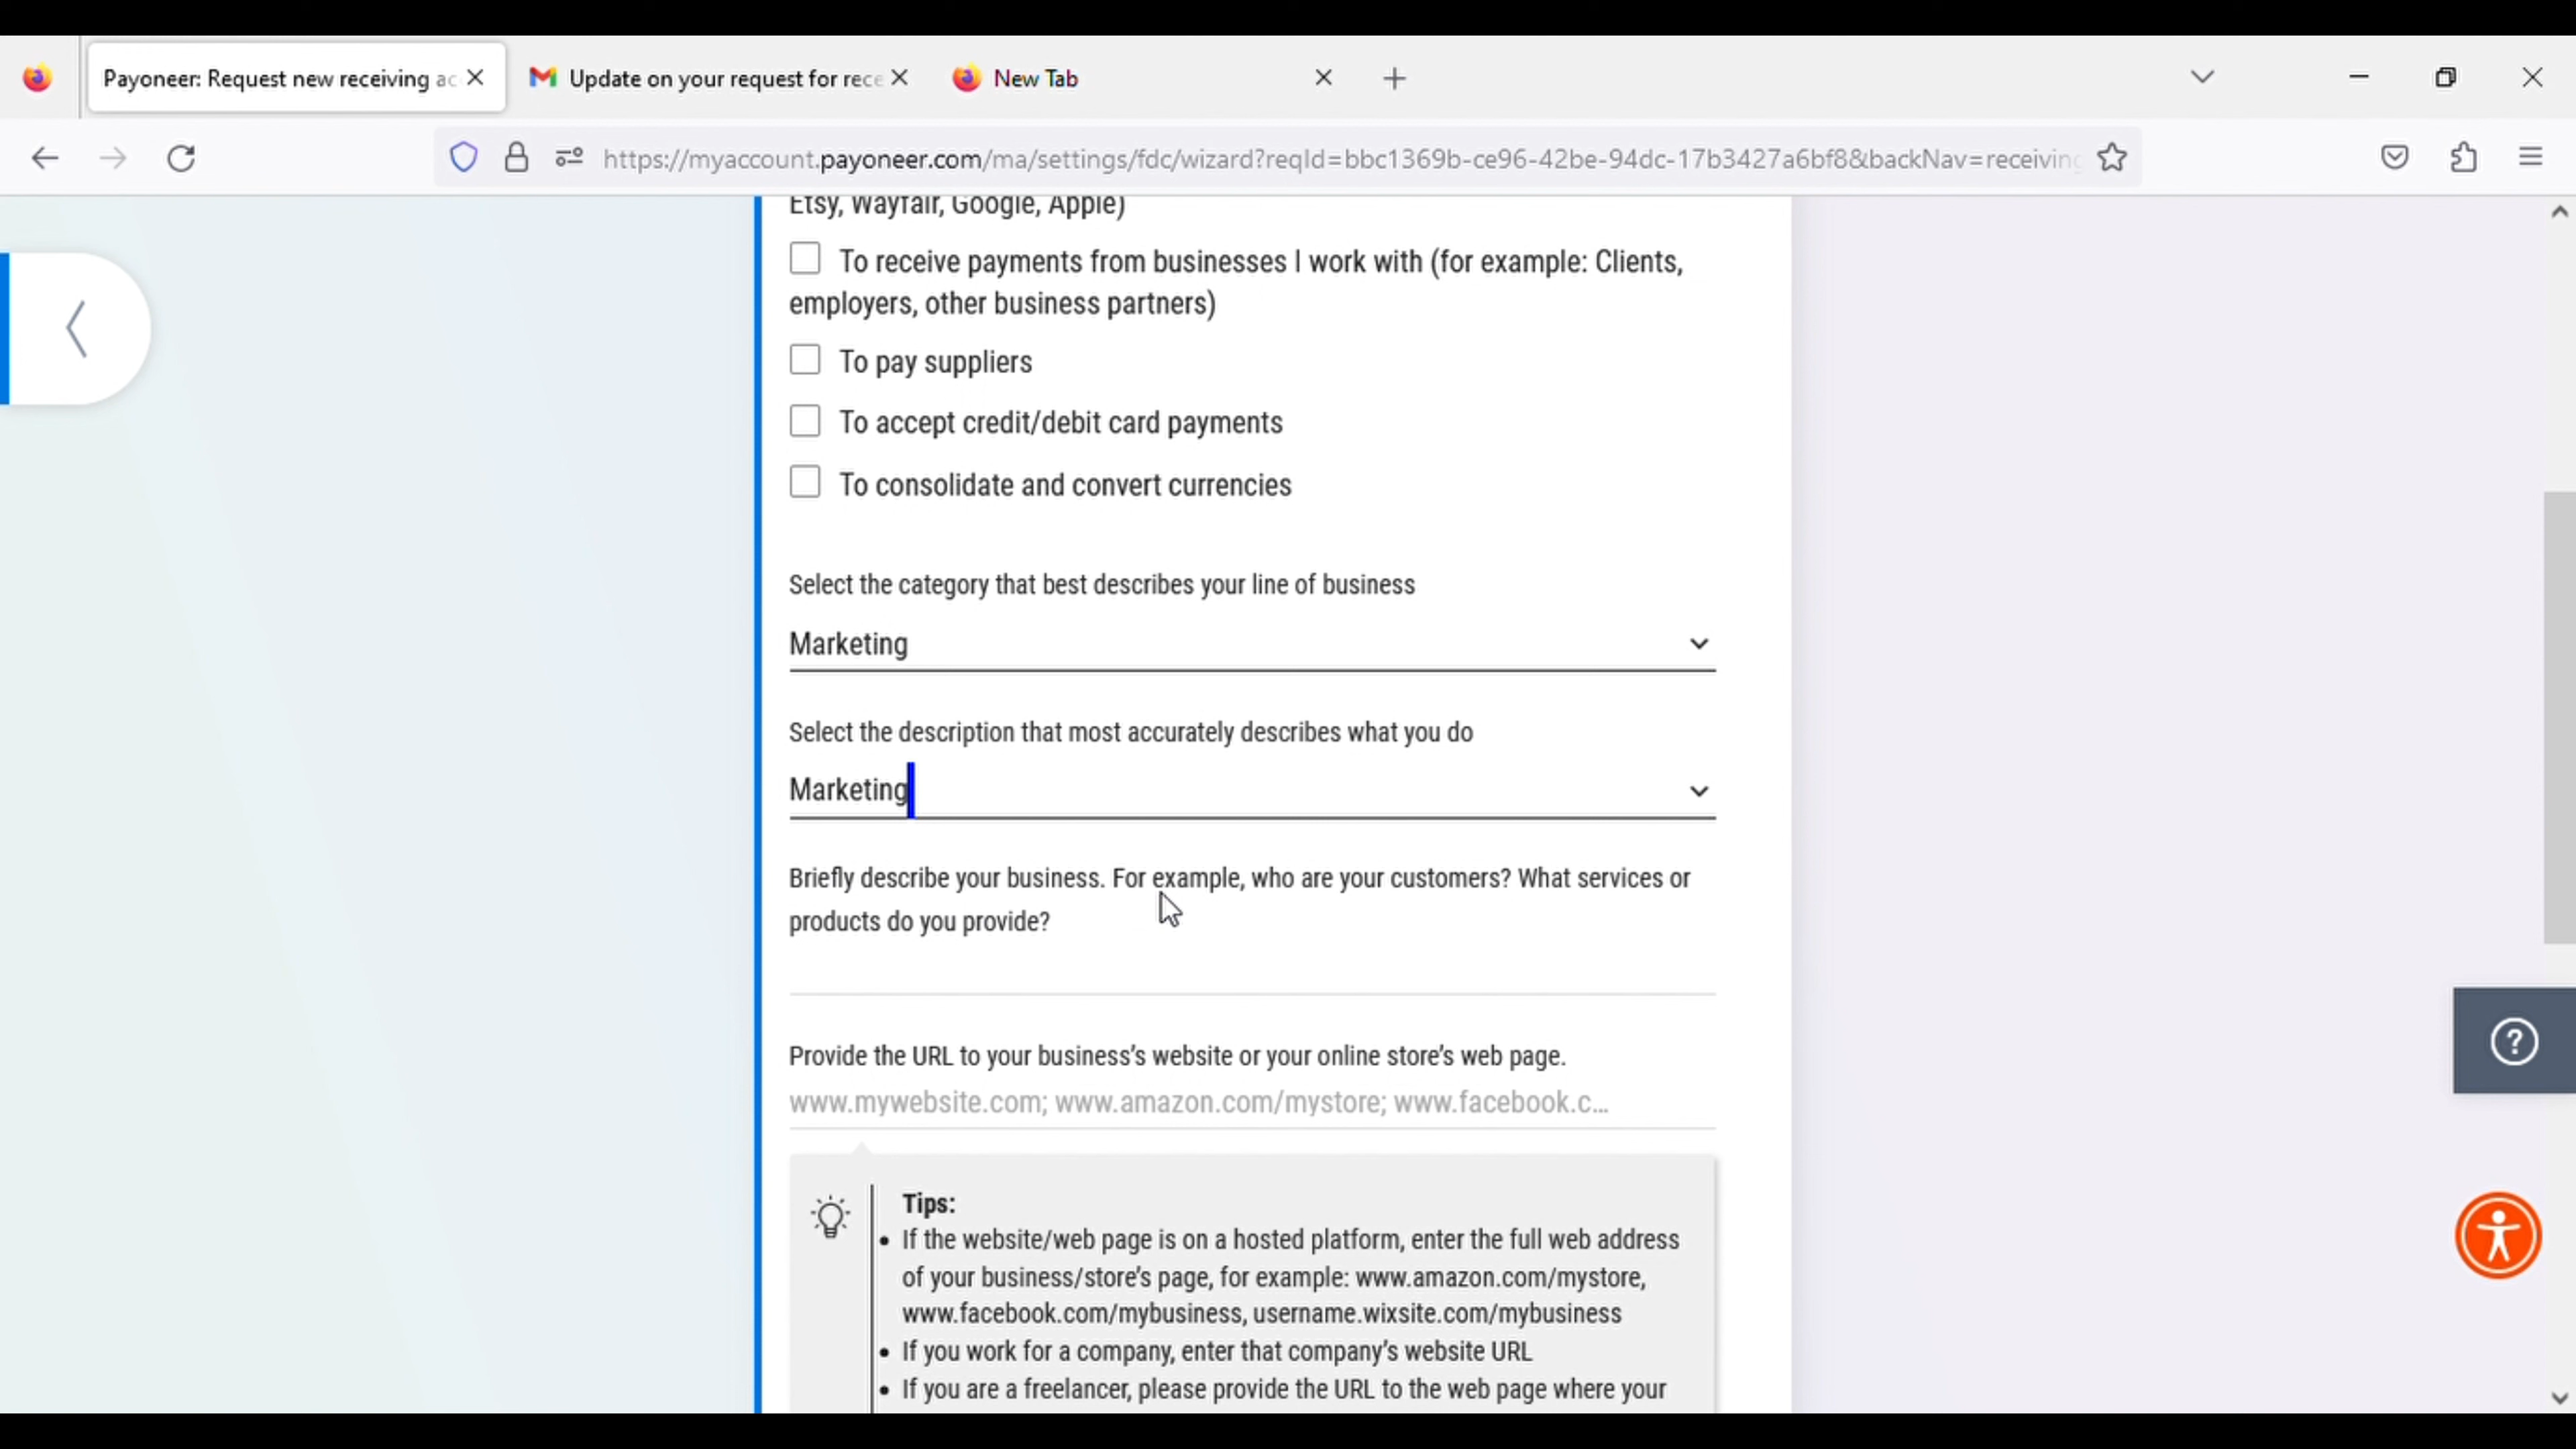 Payoneer: Request new receiving ac
Update on your request for rece
New Tab
https://myaccount.payoneer.com/ma/settings/fdc/wizard?reqId=bbc1369b-ce96-42be-94dc-17b3427a6bf8&backNav=receiving
Etsy, Wayfair, Google, Apple)
To receive payments from businesses I work with (for example: Clients,
employers, other business partners)
To pay suppliers
To accept credit/debit card payments
To consolidate and convert currencies
Select the category that best describes your line of business
Marketing
Select the description that most accurately describes what you do
Marketing
Briefly describe your business. For example, who are your customers? What services or
products do you provide?
Provide the URL to your business's website or your online store's web page.
www.mywebsite.com; www.amazon.com/mystore; www.facebook.c...
Tips:
• If the website/web page is on a hosted platform, enter the full web address
of your business/store's page, for example: www.amazon.com/mystore,
www.facebook.com/mybusiness, username.wixsite.com/mybusiness
• If you work for a company, enter that company's website URL
• If you are a freelancer, please provide the URL to the web page where your